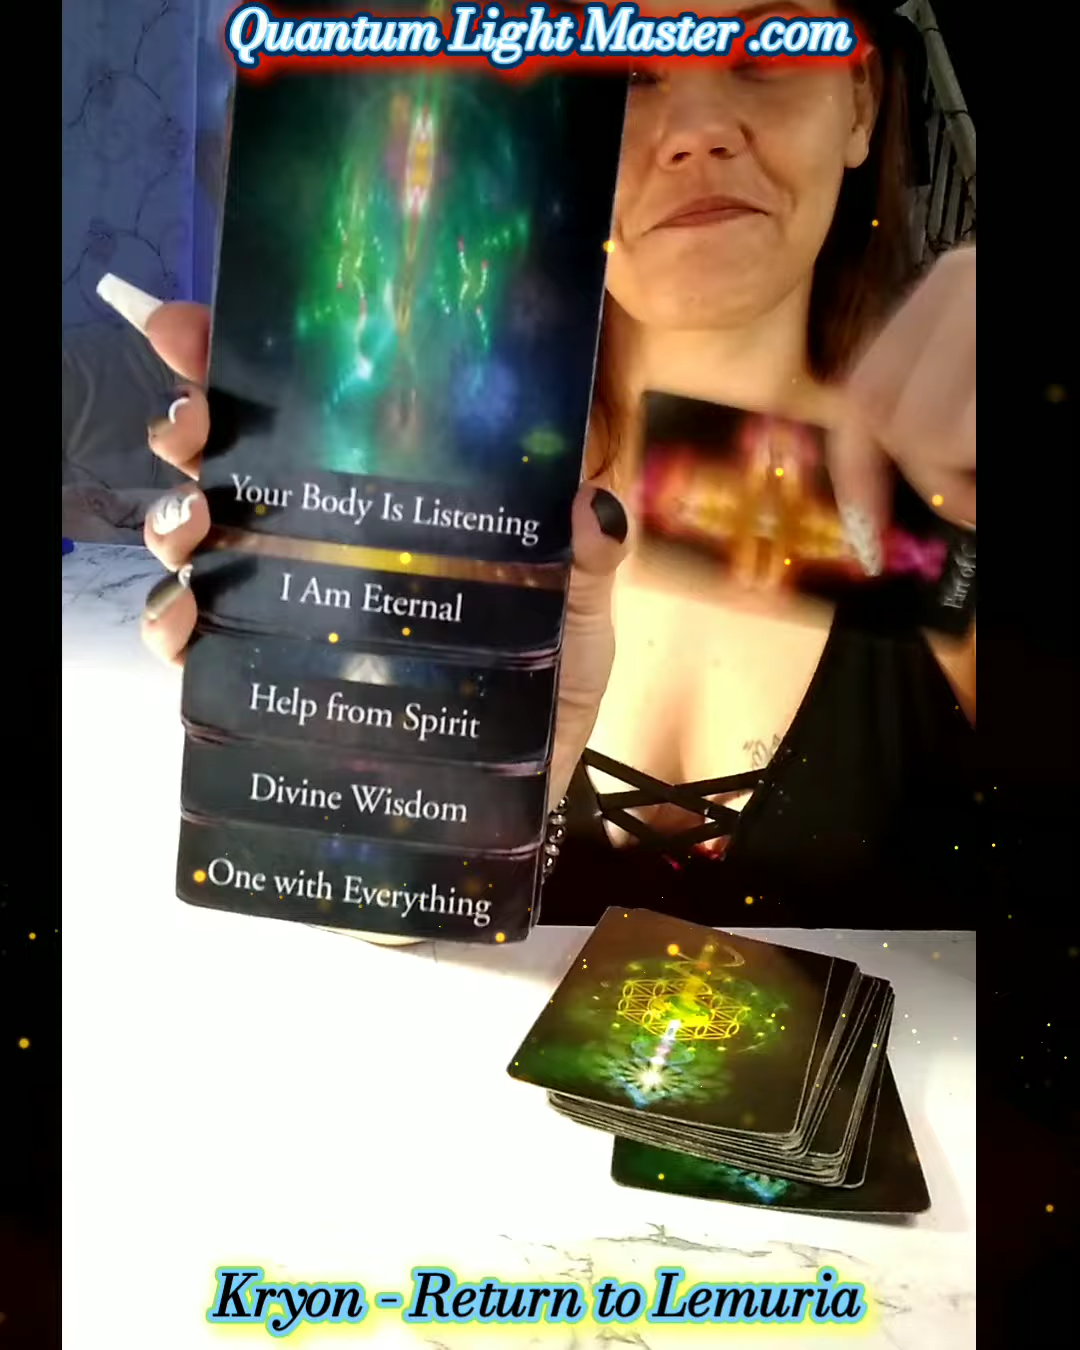 Quantum Light Master .com
Your Body Is Listening
I Am Eternal
Help from Spirit
Divine Wisdom
One with Everything
Kryon - Return to Lemuria